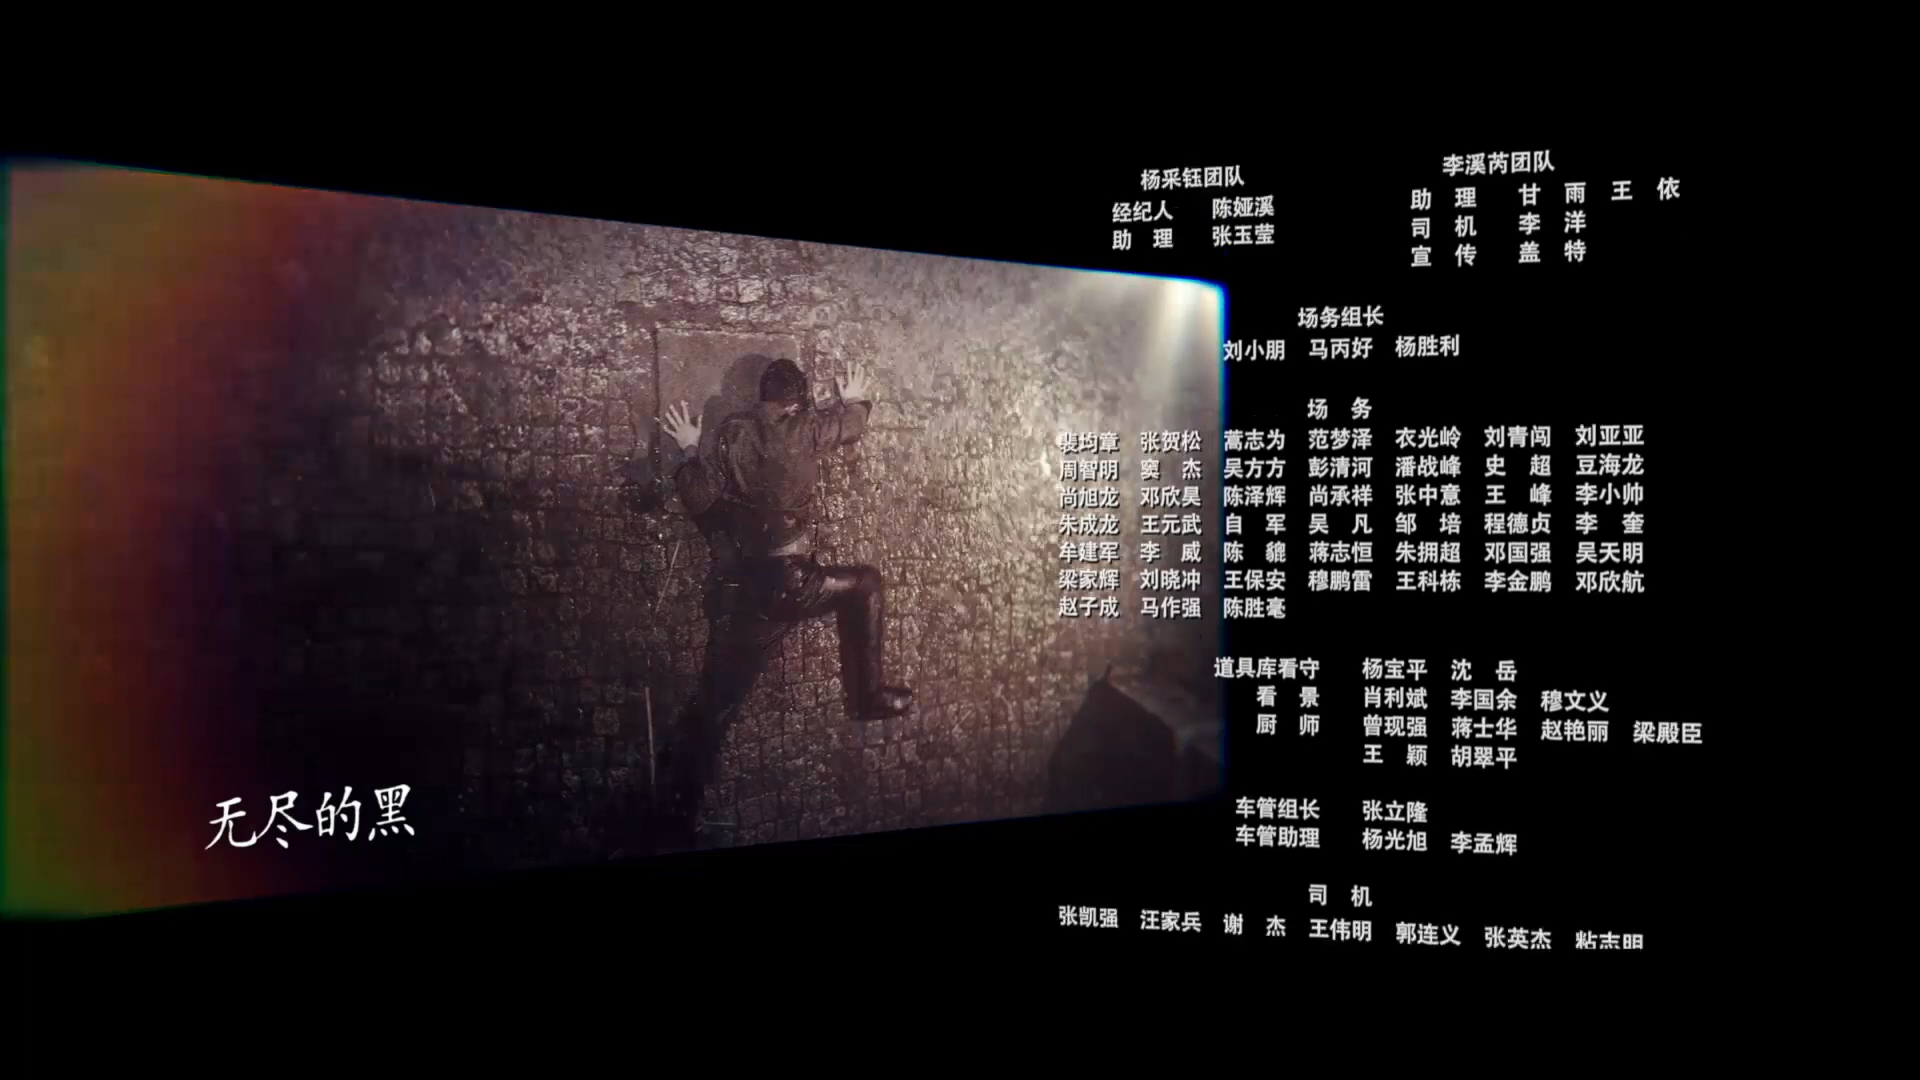 杨采钰团队
经纪人 陈娅溪
助 理 张玉莹
李溪芮团队
助 理 甘 雨 王 依
司 机 李 洋
宣 传 盖 特
场务组长
刘小朋 马丙好 杨胜利
场 务
裴均章 张贺松 蒿志为 范梦泽 衣光岭 刘青闯 刘亚亚
周智明 窦 杰 吴方方 彭清河 潘战峰 史 超 豆海龙
尚旭龙 邓欣昊 陈泽辉 尚承祥 张中意 王 峰 李小帅
朱成龙 王元武 自 军 吴 凡 邹 培 程德贞 李 奎
牟建军 李 威 陈 貔 蒋志恒 朱拥超 邓国强 吴天明
梁家辉 刘晓冲 王保安 穆鹏雷 王科栋 李金鹏 邓欣航
赵子成 马作强 陈胜毫
道具库看守 杨宝平 沈 岳
看 景 肖利斌 李国余 穆文义
厨 师 曾现强 蒋士华 赵艳丽 梁殿臣
王 颖 胡翠平
车管组长 张立隆
车管助理 杨光旭 李孟辉
司 机
张凯强 汪家兵 谢 杰 王伟明 郭连义 张英杰 粘志明
无尽的黑